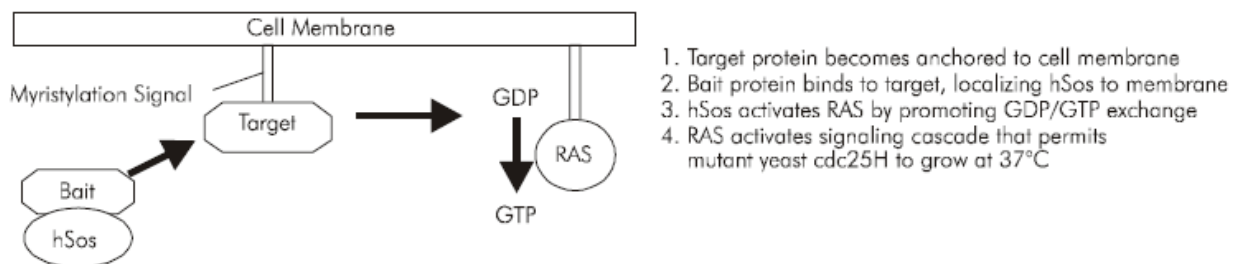 Cell Membrane
Myristylation Signal
Target
Bait
hSos
GDP
GTP
RAS
1. Target protein becomes anchored to cell membrane
2. Bait protein binds to target, localizing hSos to membrane
3. hSos activates RAS by promoting GDP/GTP exchange
4. RAS activates signaling cascade that permits
mutant yeast cdc25H to grow at 37°C